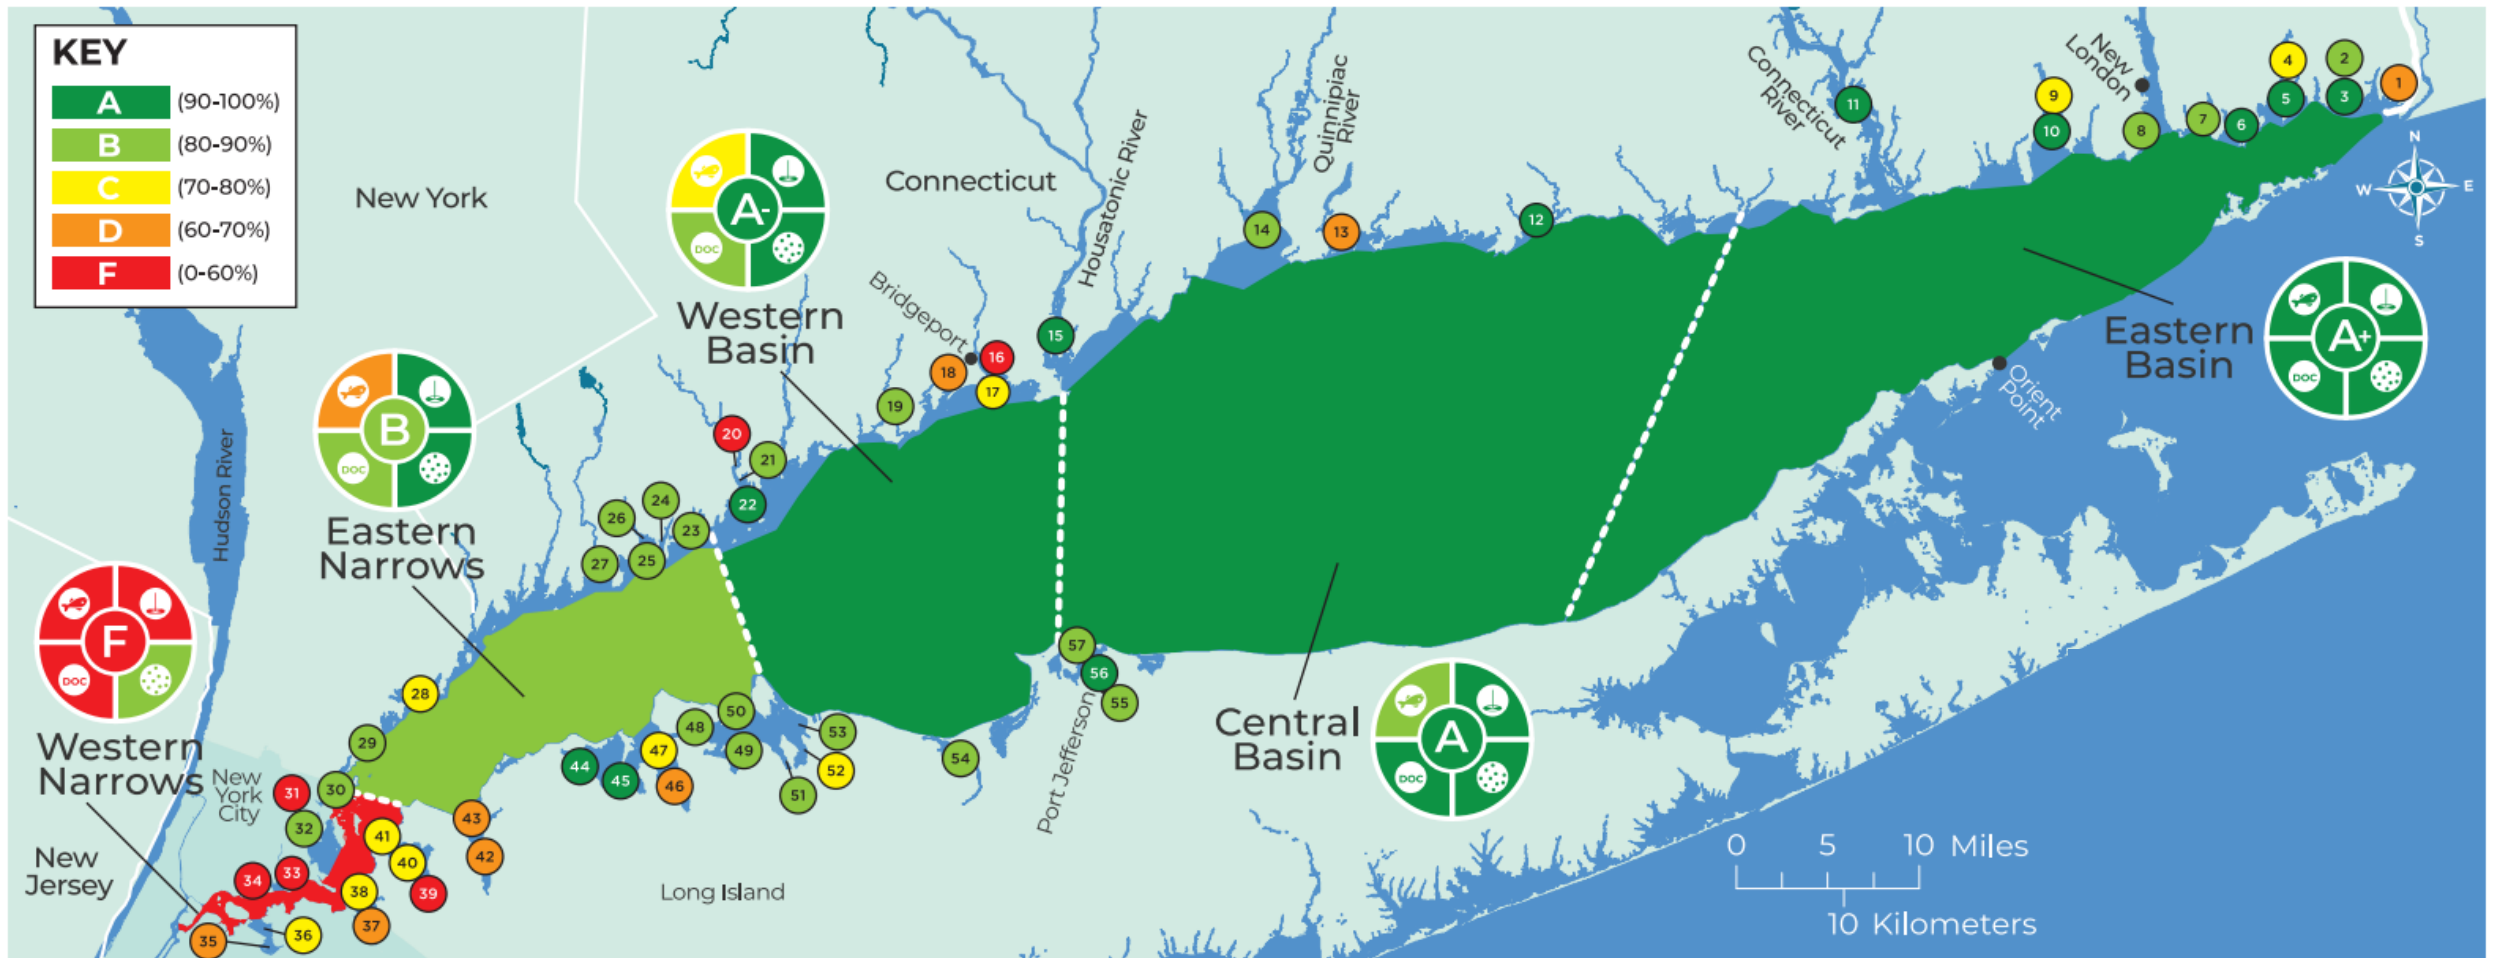 KEY
A (90-100%)
B (80-90%)
C (70-80%)
D (60-70%)
F (0-60%)
New York
Connecticut
Hudson River
Housatonic River
Quinnipiac
River
Connecticut
River
New
London
Bridgeport
N
W E
S
DOC
A-
Western
Basin
DOC
B
Eastern
Narrows
DOC
F
Western
Narrows
DOC
A+
Eastern
Basin
DOC
A
Central
Basin
Orient
Point
Port Jefferson
New
York
City
New
Jersey
Long Island
0 5 10 Miles
10 Kilometers
1
2
3
4
5
6
7
8
9
10
11
12
13
14
15
16
17
18
19
20
21
22
23
24
25
26
27
28
29
30
31
32
33
34
35
36
37
38
39
40
41
42
43
44
45
46
47
48
49
50
51
52
53
54
55
56
57